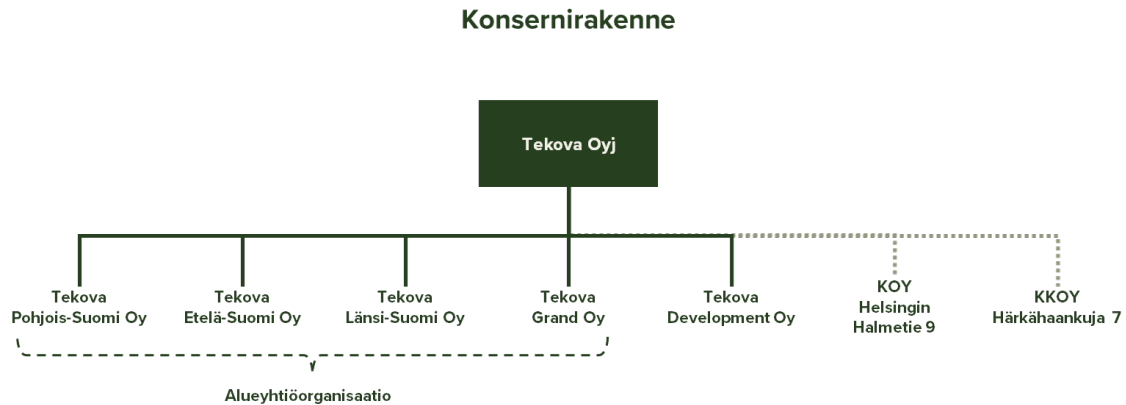 Konsernirakenne
Tekova Oyj
Tekova
Pohjois-Suomi Oy
Tekova
Etelä-Suomi Oy
Tekova
Länsi-Suomi Oy
Tekova
Grand Oy
Tekova
Development Oy
KOY
Helsingin
Halmetie 9
KKOY
Härkähaankuja 7
Alueyhtiöorganisaatio